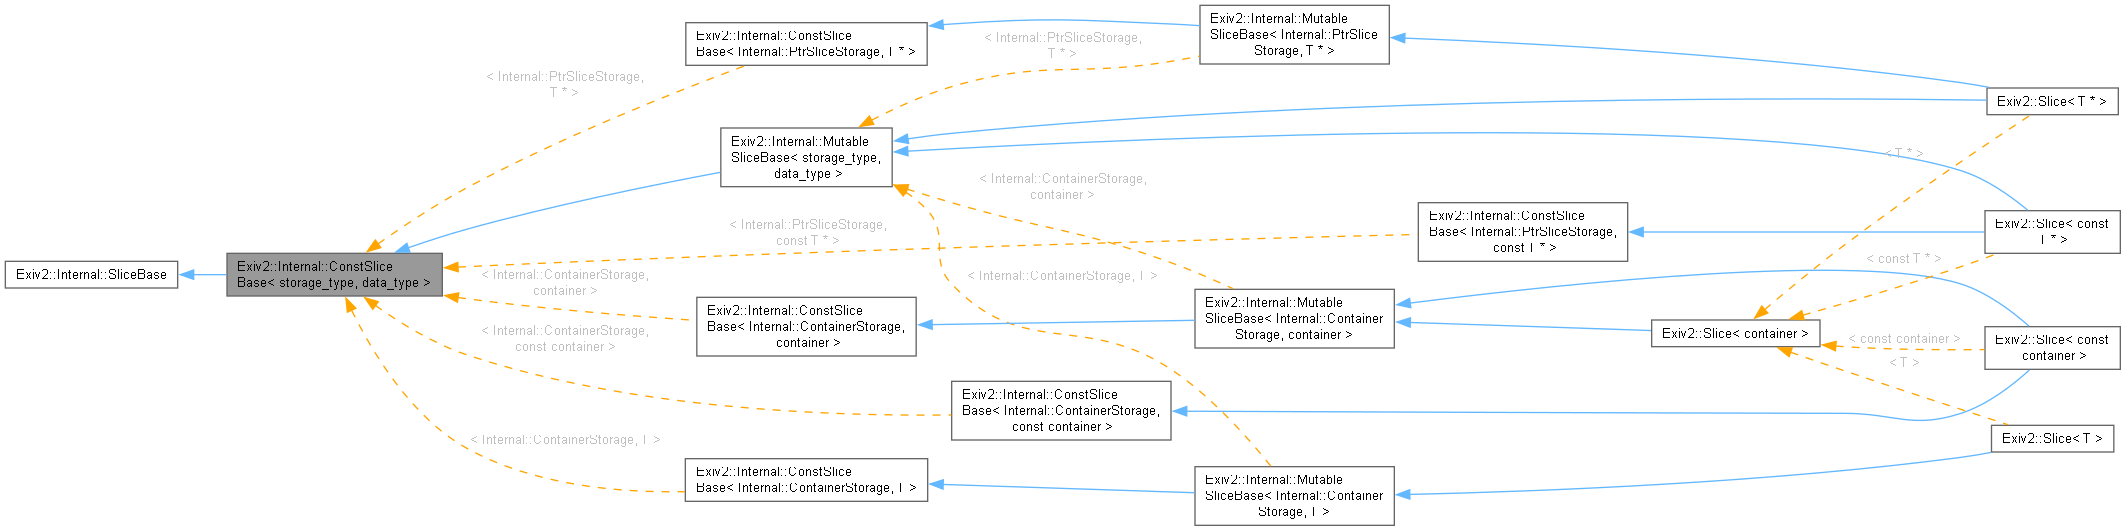 Exiv2::Internal::SliceBase
Exiv2::Internal::ConstSlice
Base< storage_type, data_type >
Exiv2::Internal::ConstSlice
Base< Internal::PtrSliceStorage, T * >
< Internal::PtrSliceStorage,
T * >
Exiv2::Internal::Mutable
SliceBase< storage_type,
data_type >
< Internal::PtrSliceStorage,
const T * >
< Internal::ContainerStorage,
container >
< Internal::ContainerStorage,
const container >
< Internal::ContainerStorage, T >
Exiv2::Internal::ConstSlice
Base< Internal::ContainerStorage,
container >
Exiv2::Internal::ConstSlice
Base< Internal::ContainerStorage,
const container >
Exiv2::Internal::ConstSlice
Base< Internal::ContainerStorage, T >
< Internal::PtrSliceStorage,
T * >
< Internal::ContainerStorage,
container >
< Internal::ContainerStorage, T >
Exiv2::Internal::Mutable
SliceBase< Internal::PtrSlice
Storage, T * >
Exiv2::Internal::ConstSlice
Base< Internal::PtrSliceStorage,
const T * >
Exiv2::Internal::Mutable
SliceBase< Internal::Container
Storage, container >
Exiv2::Internal::Mutable
SliceBase< Internal::Container
Storage, T >
Exiv2::Slice< container >
< T * >
< const T * >
< const container >
< T >
Exiv2::Slice< T * >
Exiv2::Slice< const
T * >
Exiv2::Slice< const
container >
Exiv2::Slice< T >